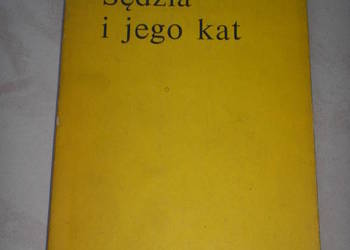 Sędzia
i jego kat